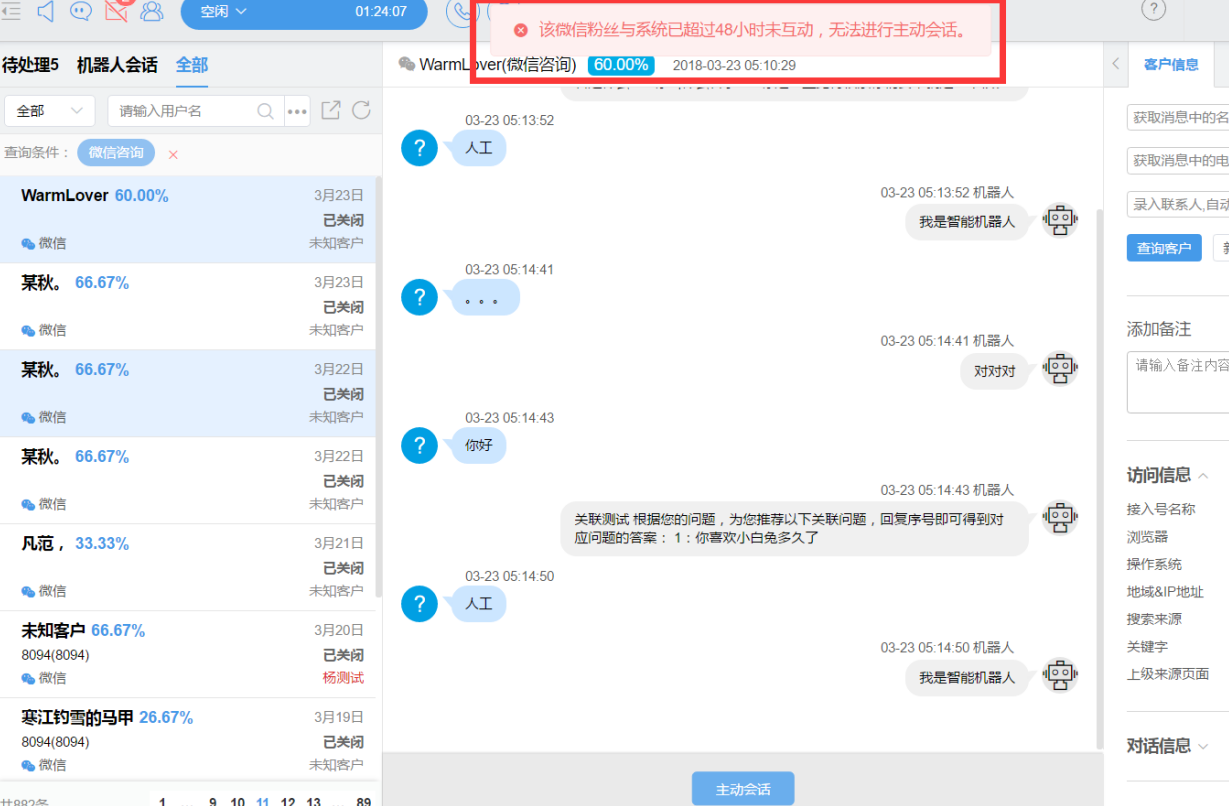 空闲
01:24:07
该微信粉丝与系统已超过48小时未互动，无法进行主动会话。
?
待处理5 机器人会话 全部
全部
请输入用户名
查询条件：
微信咨询 ×
WarmLover 60.00% 3月23日
已关闭
微信 未知客户
某秋。 66.67% 3月23日
已关闭
微信 未知客户
某秋。 66.67% 3月22日
已关闭
微信 未知客户
某秋。 66.67% 3月22日
已关闭
微信 未知客户
凡范， 33.33% 3月21日
已关闭
微信 未知客户
未知客户 66.67% 3月20日
8094(8094) 已关闭
微信 杨测试
寒江钓雪的马甲 26.67% 3月19日
8094(8094) 已关闭
微信 未知客户
共882条 1 ... 9 10 11 12 13 ... 89
WarmLover(微信咨询) 60.00% 2018-03-23 05:10:29
03-23 05:13:52
? 人工
03-23 05:13:52 机器人
我是智能机器人
03-23 05:14:41
? 。。。
03-23 05:14:41 机器人
对对对
03-23 05:14:43
? 你好
03-23 05:14:43 机器人
关联测试 根据您的问题，为您推荐以下关联问题，回复序号即可得到对
应问题的答案： 1：你喜欢小白兔多久了
03-23 05:14:50
? 人工
03-23 05:14:50 机器人
我是智能机器人
主动会话
客户信息
获取消息中的名
获取消息中的电
录入联系人,自动
查询客户
添加备注
请输入备注内容
访问信息
接入号名称
浏览器
操作系统
地域&IP地址
搜索来源
关键字
上级来源页面
对话信息